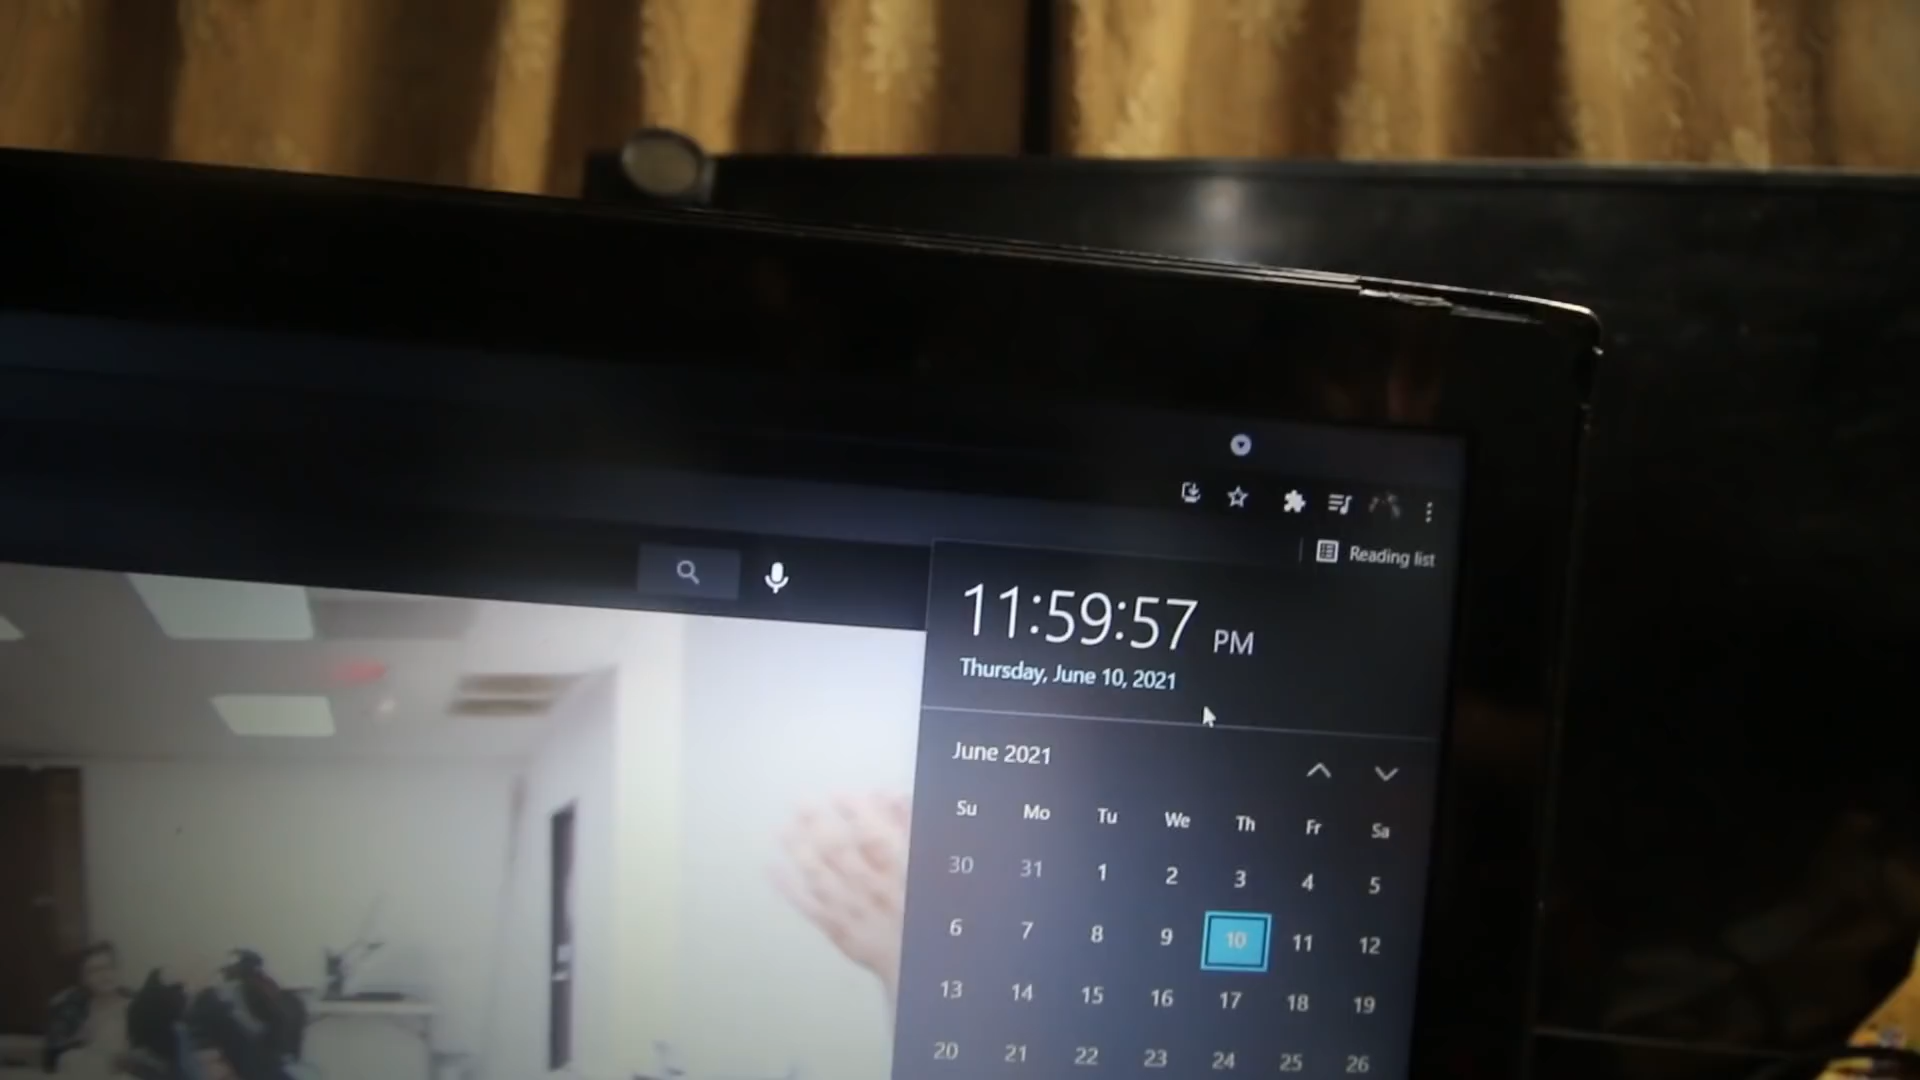 Reading list
11:59:57 PM
Thursday, June 10, 2021
June 2021
Su Mo Tu We Th Fr Sa
30 31 1 2 3 4 5
6 7 8 9 10 11 12
13 14 15 16 17 18 19
20 21 22 23 24 25 26